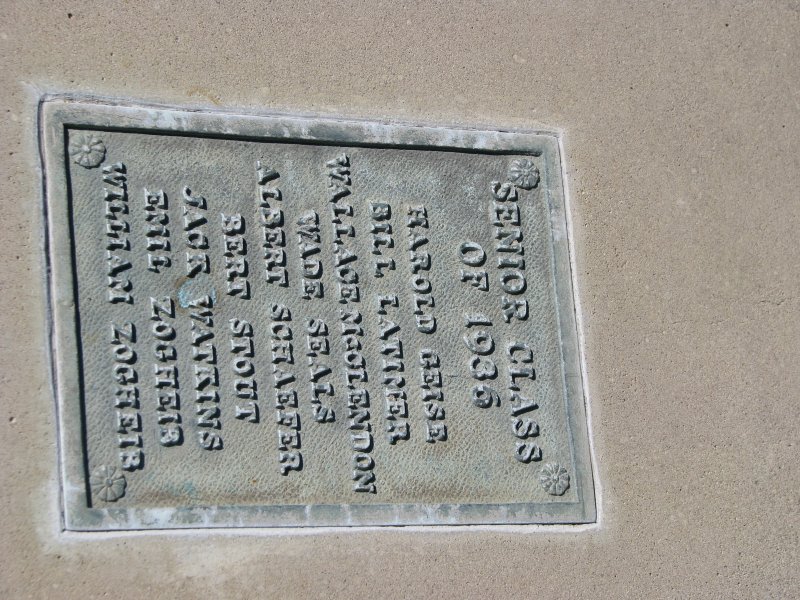 SENIOR CLASS
OF 1936
HAROLD GEISE
BILL LATIMER
WALLACE McCLENDON
WADE SEALS
ALBERT SCHAEFER
BERT STOUT
JACK WATKINS
EMIL ZOGHEIB
WILLIAM ZOGHEIB